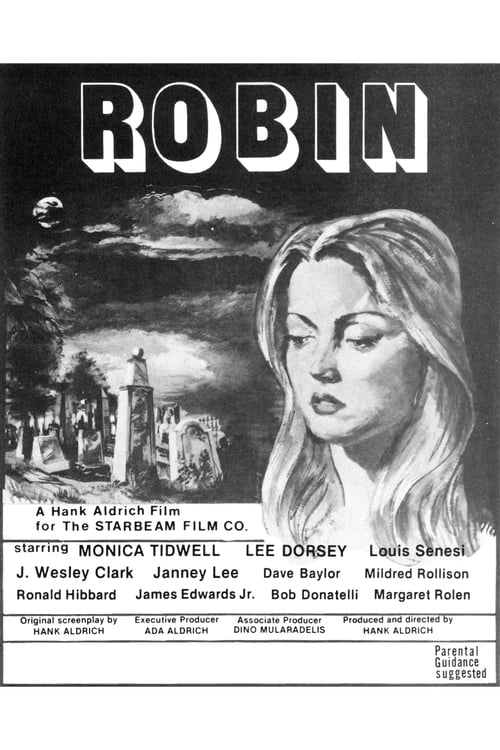 ROBIN
A Hank Aldrich Film
for The STARBEAM FILM CO.
starring MONICA TIDWELL LEE DORSEY Louis Senesi
J. Wesley Clark Janney Lee Dave Baylor Mildred Rollison
Ronald Hibbard James Edwards Jr. Bob Donatelli Margaret Rolen
Original screenplay by Executive Producer Associate Producer Produced and directed by
HANK ALDRICH ADA ALDRICH DINO MULARADELIS HANK ALDRICH
Parental
Guidance
suggested